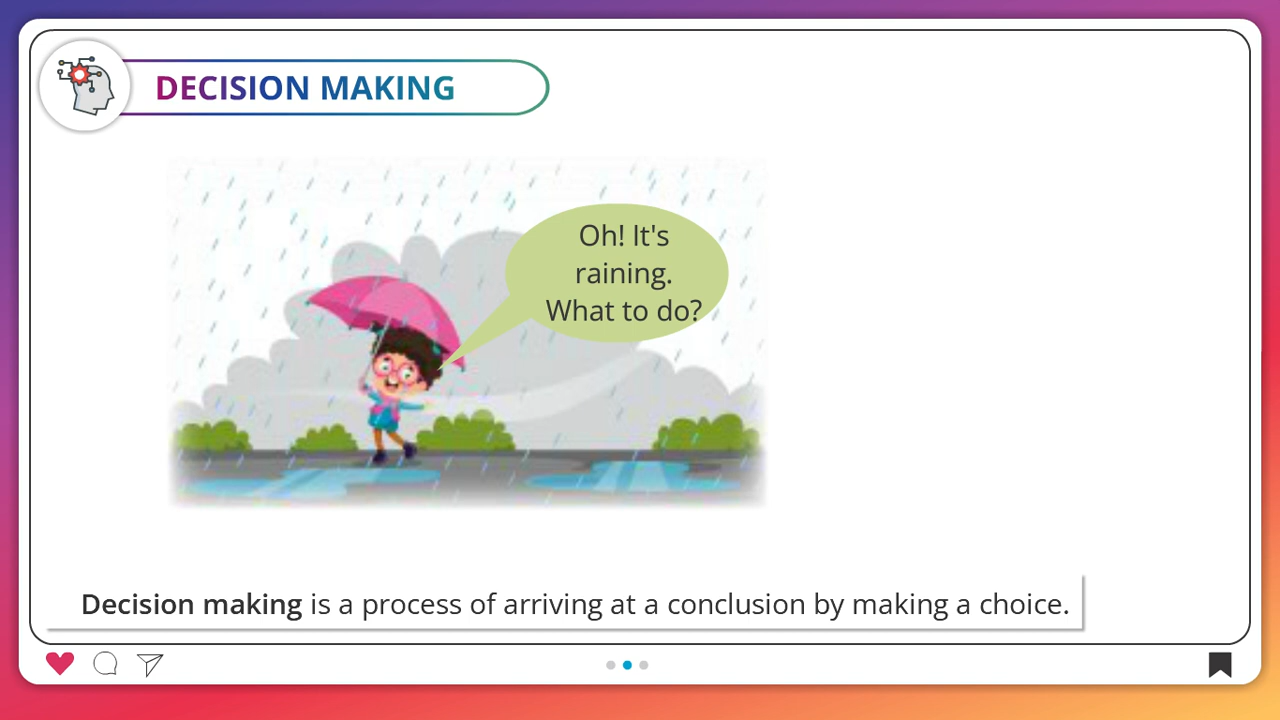 DECISION MAKING
Oh! It's
raining.
What to do?
Decision making is a process of arriving at a conclusion by making a choice.